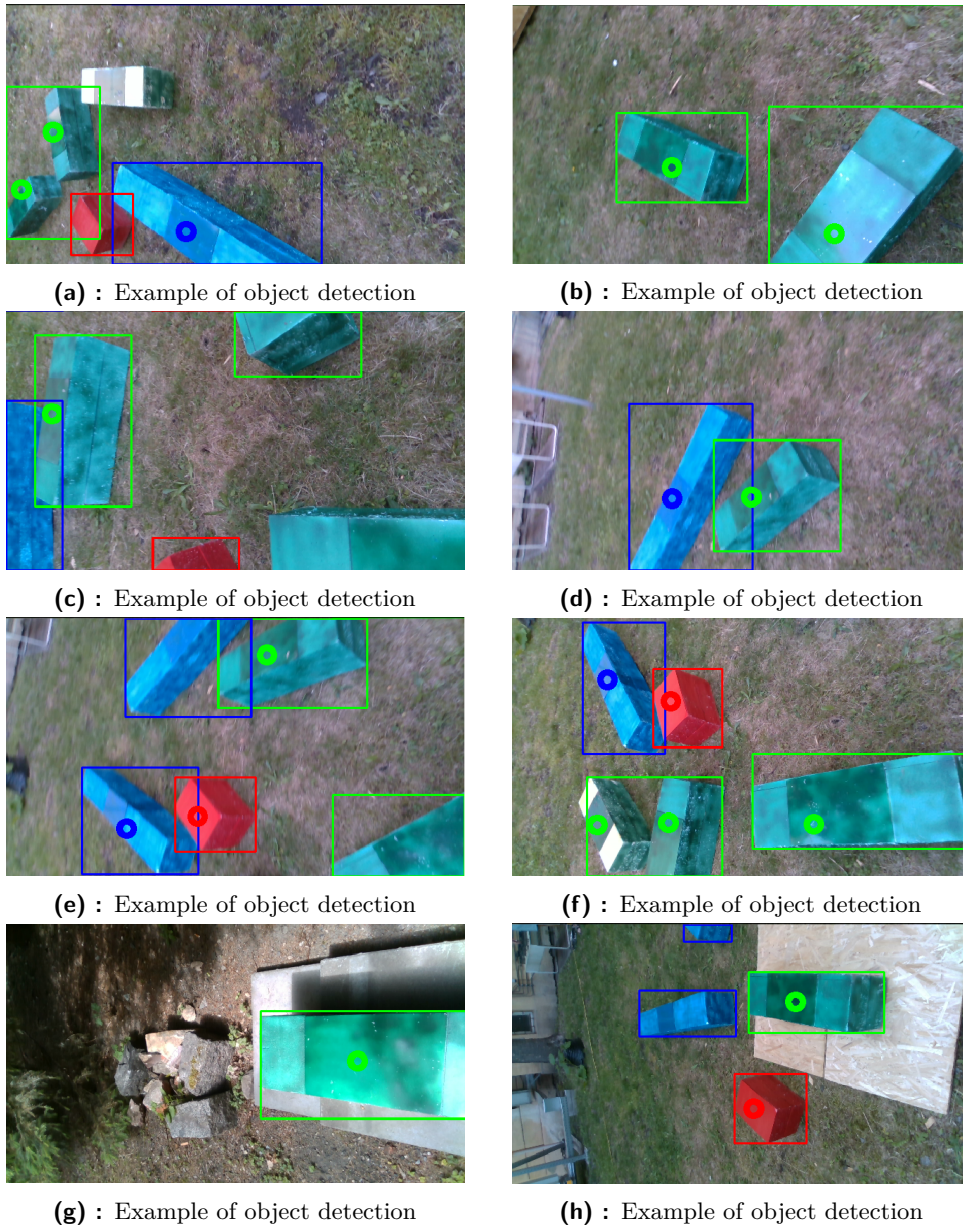 (a) : Example of object detection
(b) : Example of object detection
(c) : Example of object detection
(d) : Example of object detection
(e) : Example of object detection
(f) : Example of object detection
(g) : Example of object detection
(h) : Example of object detection